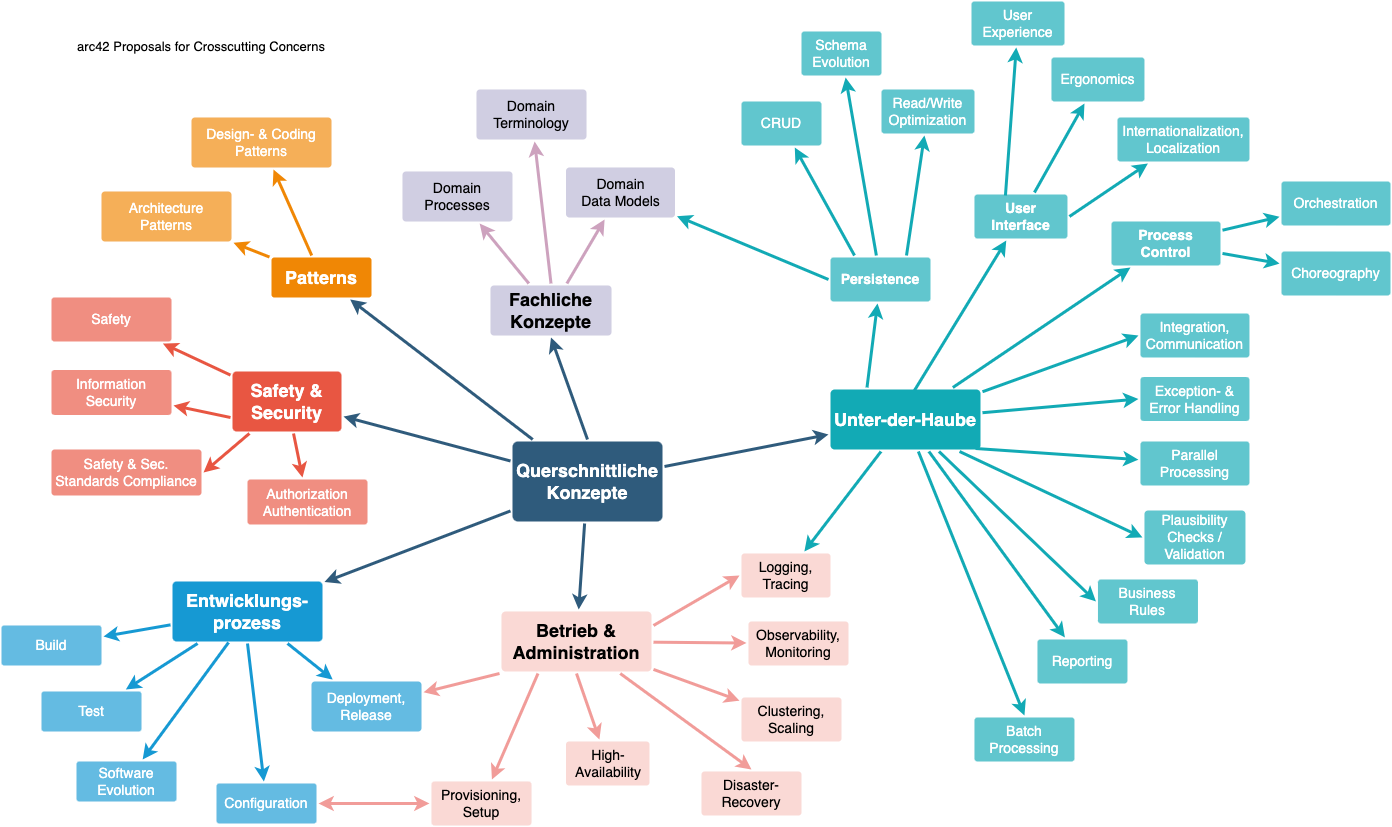 arc42 Proposals for Crosscutting Concerns
Design- & Coding
Patterns
Architecture
Patterns
Patterns
Domain
Terminology
Domain
Processes
Domain
Data Models
Fachliche
Konzepte
Schema
Evolution
CRUD
Read/Write
Optimization
Persistence
User
Experience
Ergonomics
Internationalization,
Localization
User
Interface
Process
Control
Orchestration
Choreography
Integration,
Communication
Exception- &
Error Handling
Parallel
Processing
Plausibility
Checks /
Validation
Business
Rules
Reporting
Batch
Processing
Unter-der-Haube
Safety
Information
Security
Safety & Sec.
Standards Compliance
Authorization
Authentication
Safety &
Security
Querschnittliche
Konzepte
Entwicklungs-
prozess
Build
Test
Software
Evolution
Configuration
Deployment,
Release
Betrieb &
Administration
Logging,
Tracing
Observability,
Monitoring
Clustering,
Scaling
Disaster-
Recovery
High-
Availability
Provisioning,
Setup